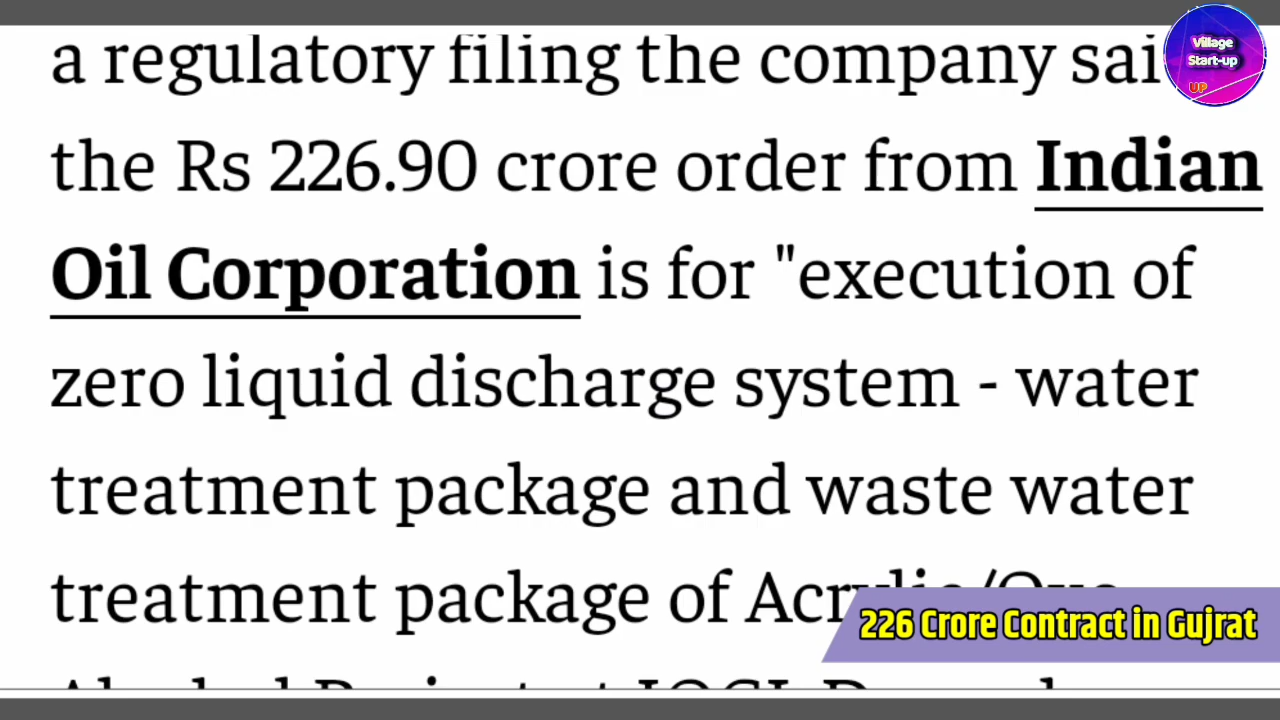 a regulatory filing the company sai
the Rs 226.90 crore order from Indian
Oil Corporation is for "execution of
zero liquid discharge system - water
treatment package and waste water
treatment package of
226 Crore Contract in Gujrat
Village
Start-up
UP